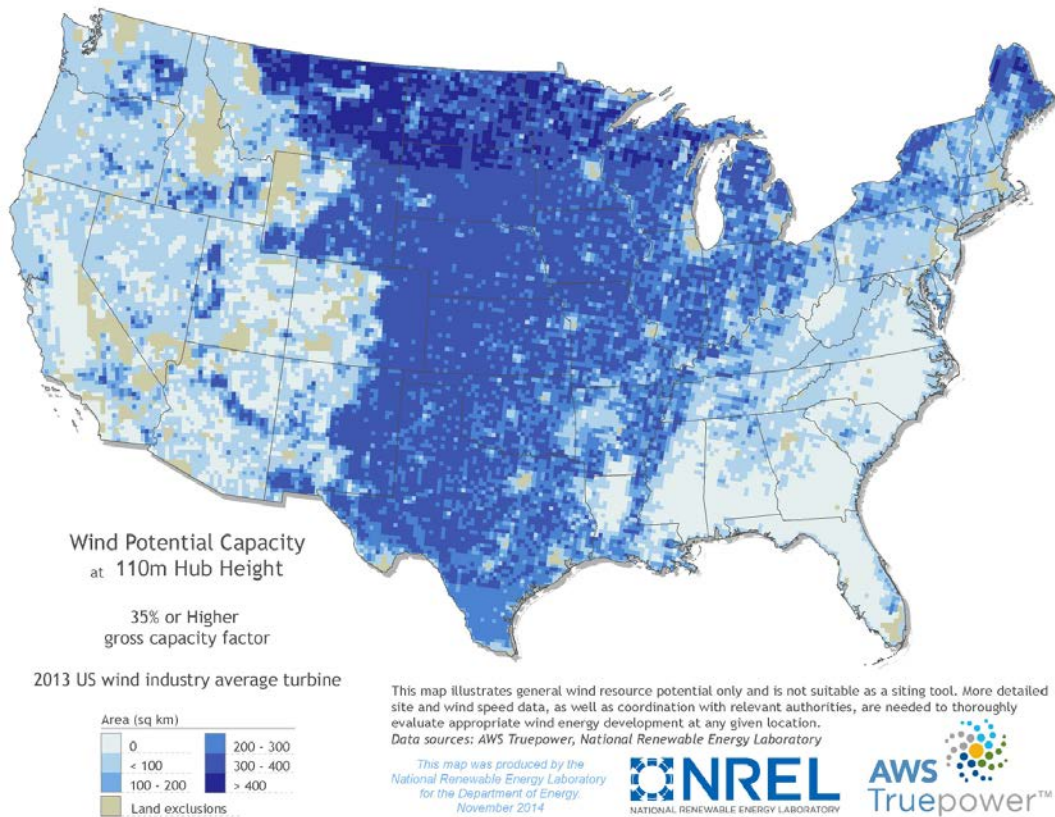 Wind Potential Capacity
at 110m Hub Height
35% or Higher
gross capacity factor
2013 US wind industry average turbine
Area (sq km)
0
< 100
100 - 200
200 - 300
300 - 400
> 400
Land exclusions
This map illustrates general wind resource potential only and is not suitable as a siting tool. More detailed
site and wind speed data, as well as coordination with relevant authorities, are needed to thoroughly
evaluate appropriate wind energy development at any given location.
Data sources: AWS Truepower, National Renewable Energy Laboratory
This map was produced by the
National Renewable Energy Laboratory
for the Department of Energy.
November 2014
NREL
NATIONAL RENEWABLE ENERGY LABORATORY
AWS
Truepower™